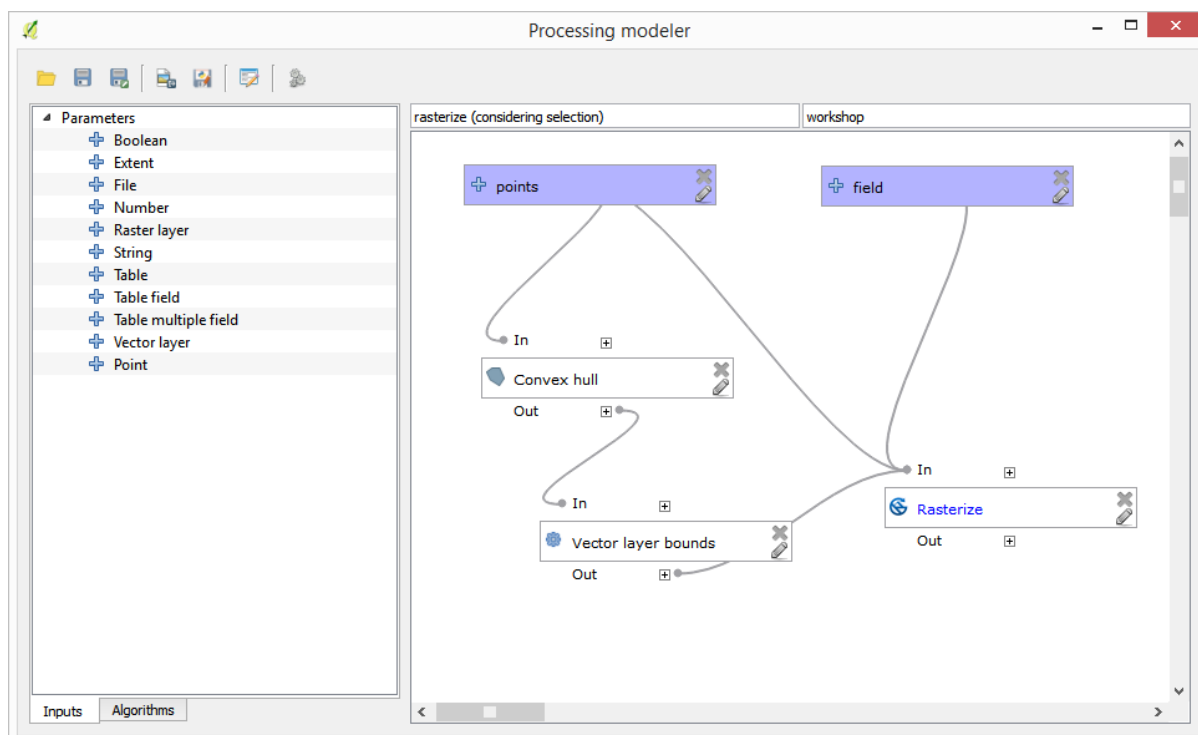 Processing modeler
Parameters
Boolean
Extent
File
Number
Raster layer
String
Table
Table field
Table multiple field
Vector layer
Point
Inputs
Algorithms
rasterize (considering selection)
workshop
points
field
In
Convex hull
Out
In
Vector layer bounds
Out
In
Rasterize
Out